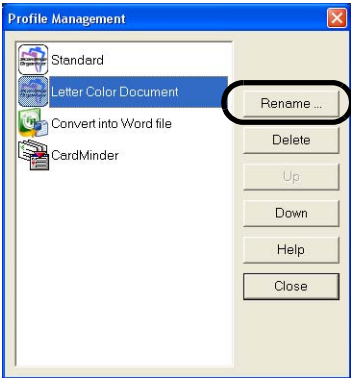 Profile Management
Standard
Letter Color Document
Convert into Word file
CardMinder
Rename ...
Delete
Up
Down
Help
Close